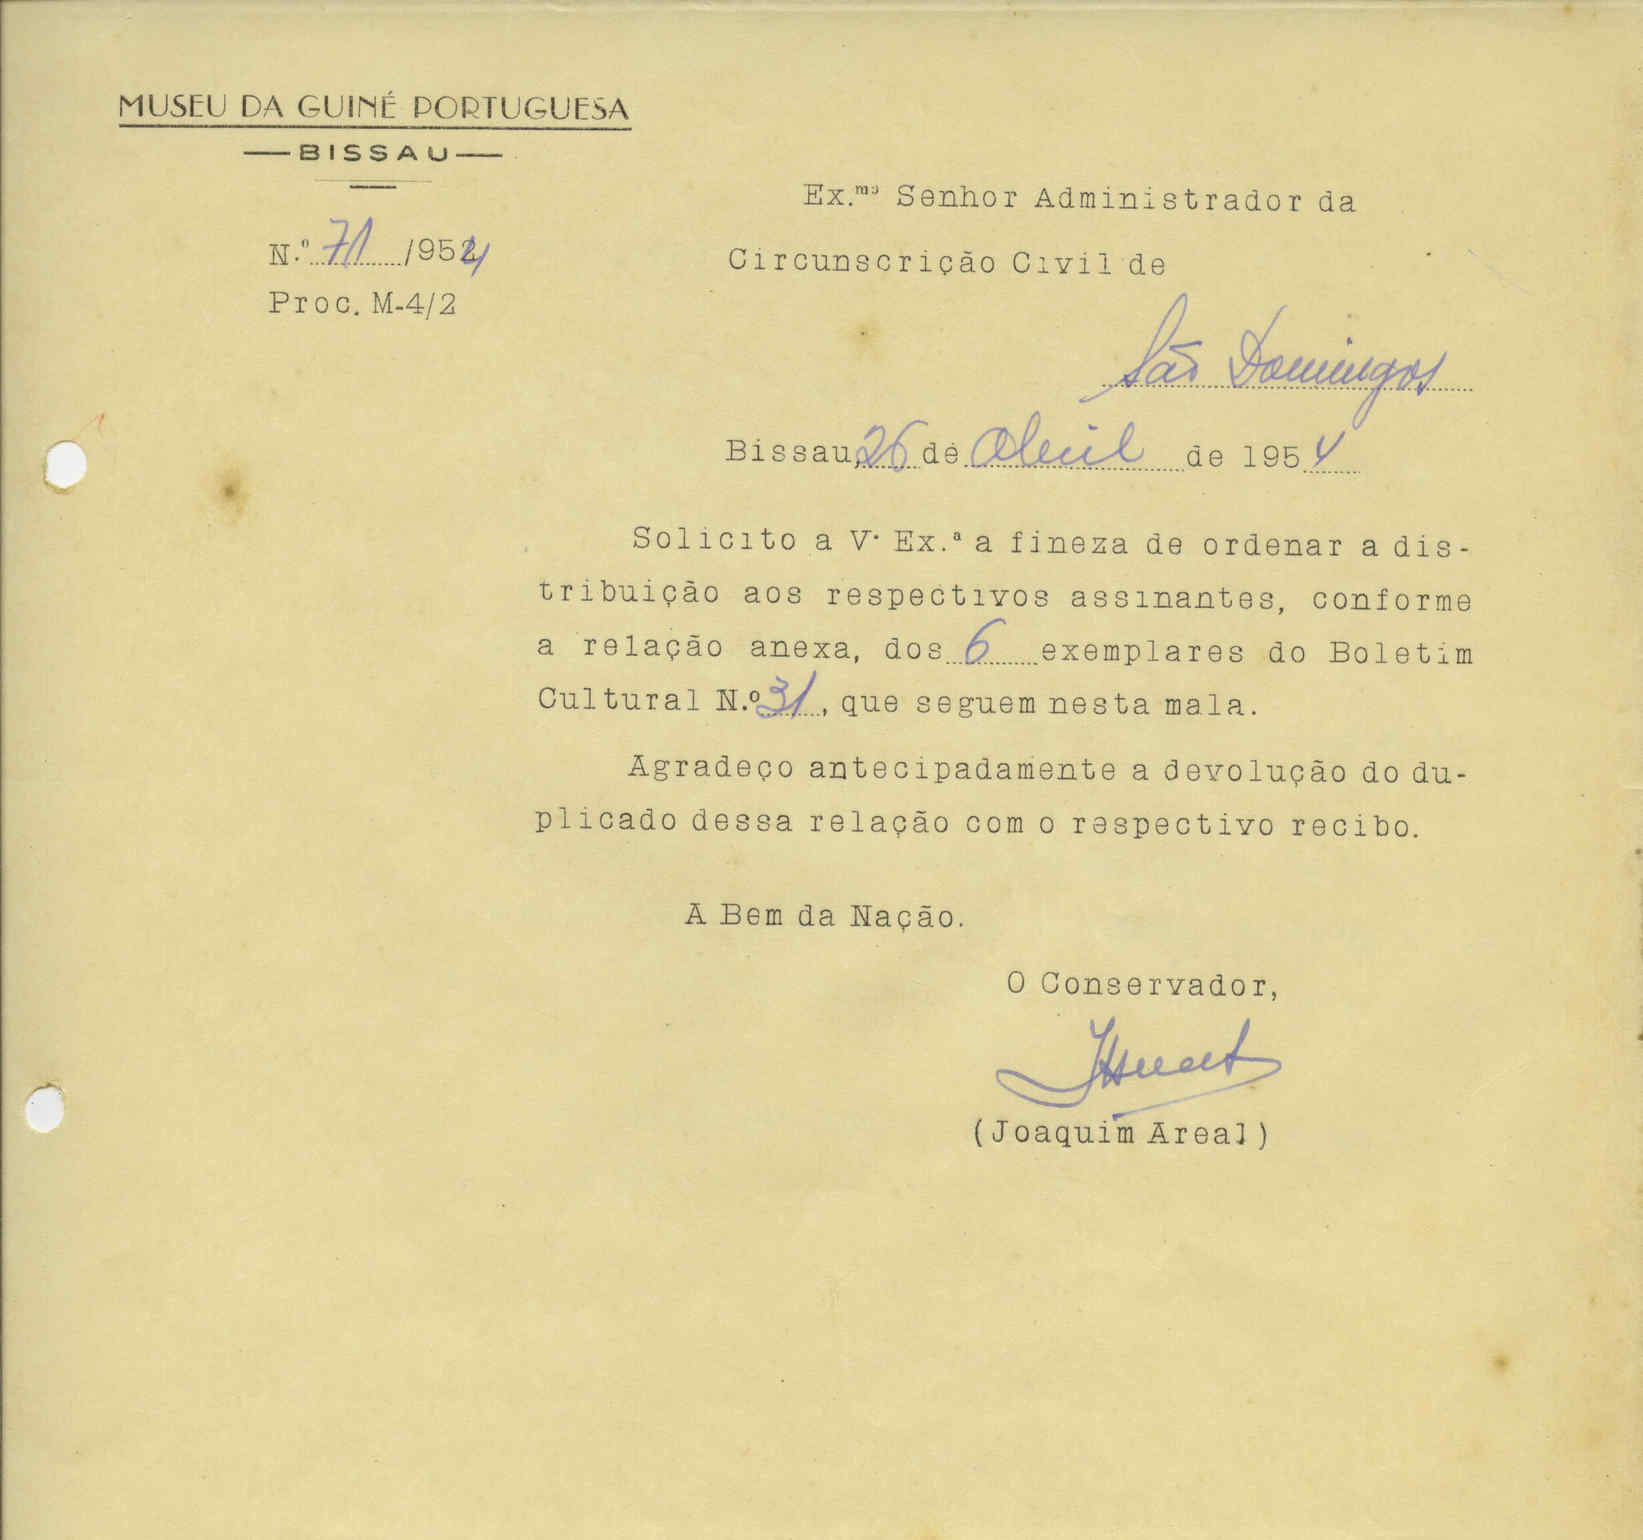 MUSEU DA GUINÉ PORTUGUESA
—BISSAU—
N.º 71/954
Proc. M-4/2
Ex.mo Senhor Administrador da
Circunscrição Civil de
São Domingos
Bissau, 26 de Abril de 1954
Solicito a V. Ex.ª a fineza de ordenar a dis-
tribuição aos respectivos assinantes, conforme
a relação anexa, dos 6 exemplares do Boletim
Cultural N.º 31, que seguem nesta mala.
Agradeço antecipadamente a devolução do du-
plicado dessa relação com o respectivo recibo.
A Bem da Nação.
O Conservador,
(Joaquim Areal)